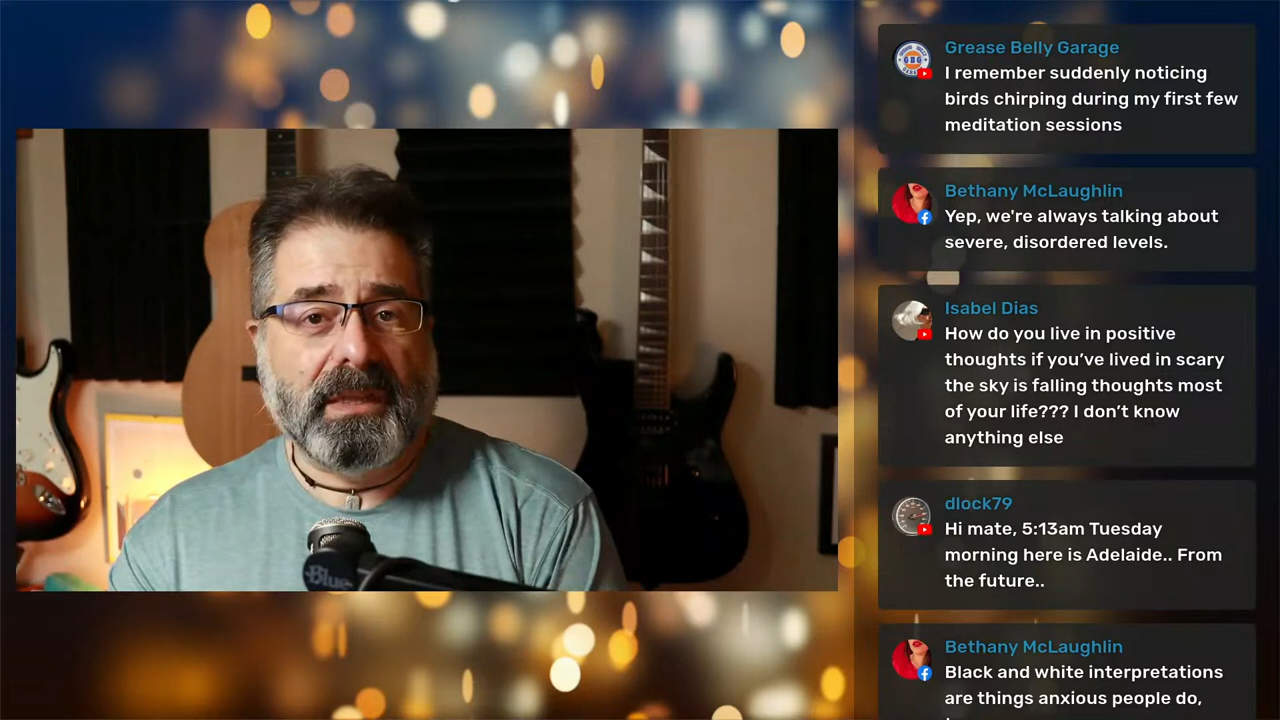 Grease Belly Garage
I remember suddenly noticing
birds chirping during my first few
meditation sessions
Bethany McLaughlin
Yep, we're always talking about
severe, disordered levels.
Isabel Dias
How do you live in positive
thoughts if you’ve lived in scary
the sky is falling thoughts most
of your life??? I don’t know
anything else
dlock79
Hi mate, 5:13am Tuesday
morning here is Adelaide.. From
the future..
Bethany McLaughlin
Black and white interpretations
are things anxious people do,
Blue
GBG